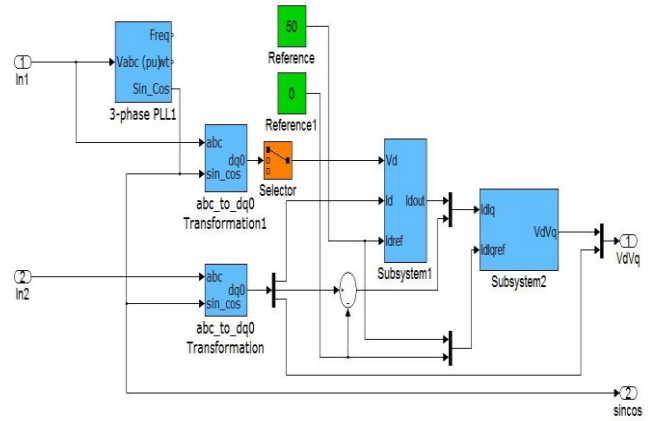 Freq
Vabc (pu)
wt
Sin_Cos
3-phase PLL1
1
In1
50
Reference
0
Reference1
abc
dq0
sin_cos
abc_to_dq0
Transformation1
Selector
Vd
Id
Idout
Idref
Subsystem1
IdIq
VdVq
IdIqref
Subsystem2
1
VdVq
2
In2
abc
dq0
sin_cos
abc_to_dq0
Transformation
+
-
2
sincos